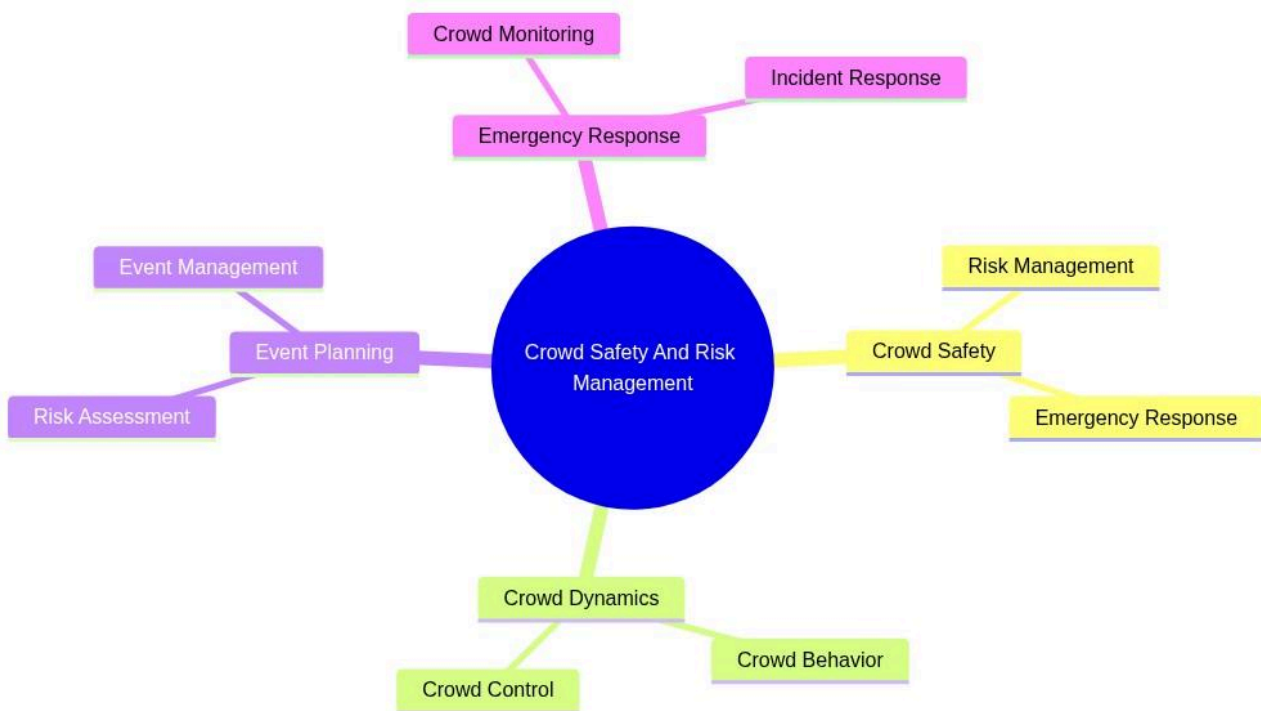 Crowd Monitoring
Incident Response
Emergency Response
Event Management
Risk Management
Event Planning
Crowd Safety And Risk
Management
Crowd Safety
Risk Assessment
Emergency Response
Crowd Dynamics
Crowd Behavior
Crowd Control